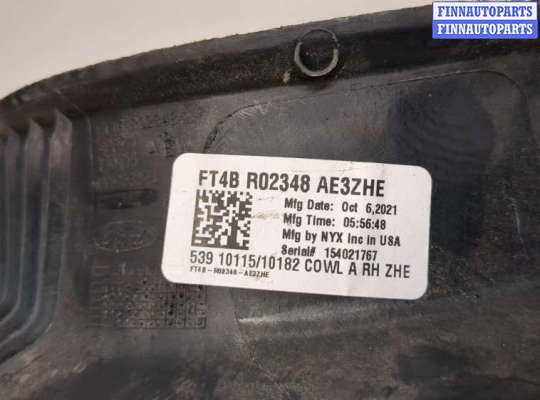 FINNAUTOPARTS
FINNAUTOPARTS
FINNAUTOPARTS
FT4B R02348 AE3ZHE
Mfg Date: Oct 6,2021
Mfg Time: 05:56:48
Mfg by NYX Inc in USA
Serial# 154021767
539 10115/10182 COWL A RH ZHE
FT4B-R02348-AE3ZHE